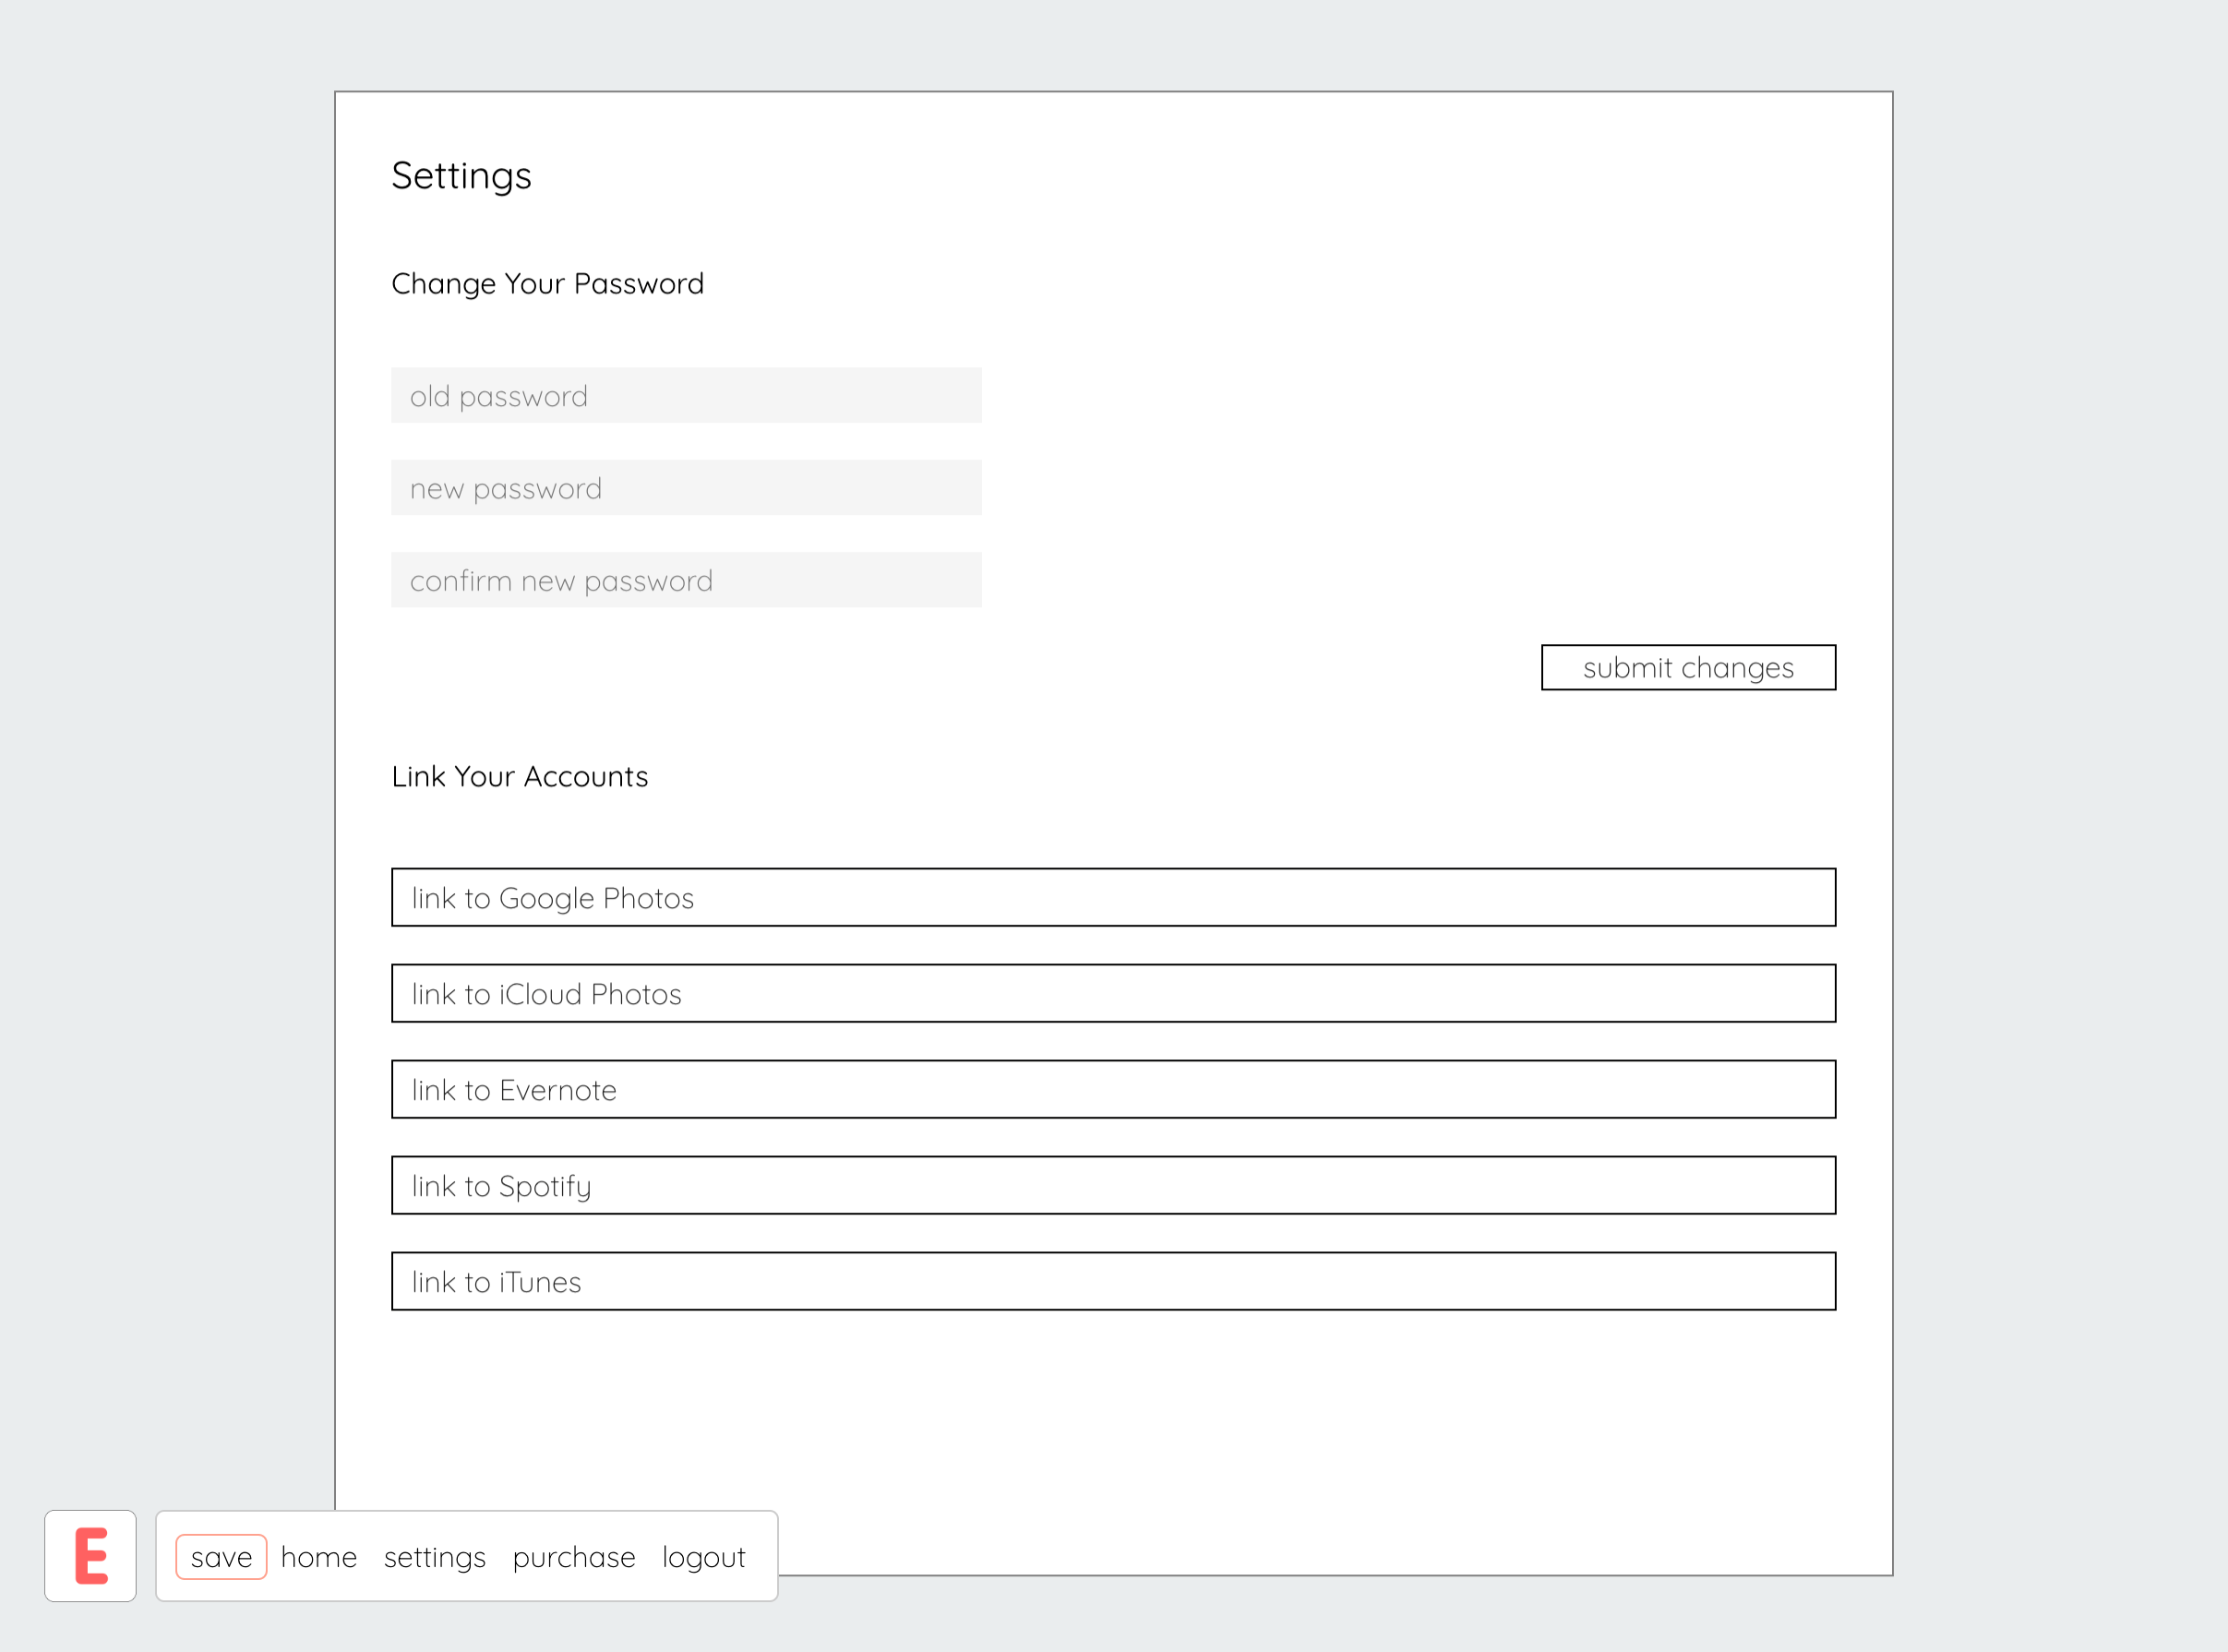 Settings
Change Your Password
old password
new password
confirm new password
submit changes
Link Your Accounts
link to Google Photos
link to iCloud Photos
link to Evernote
link to Spotify
link to iTunes
E
save home settings purchase logout